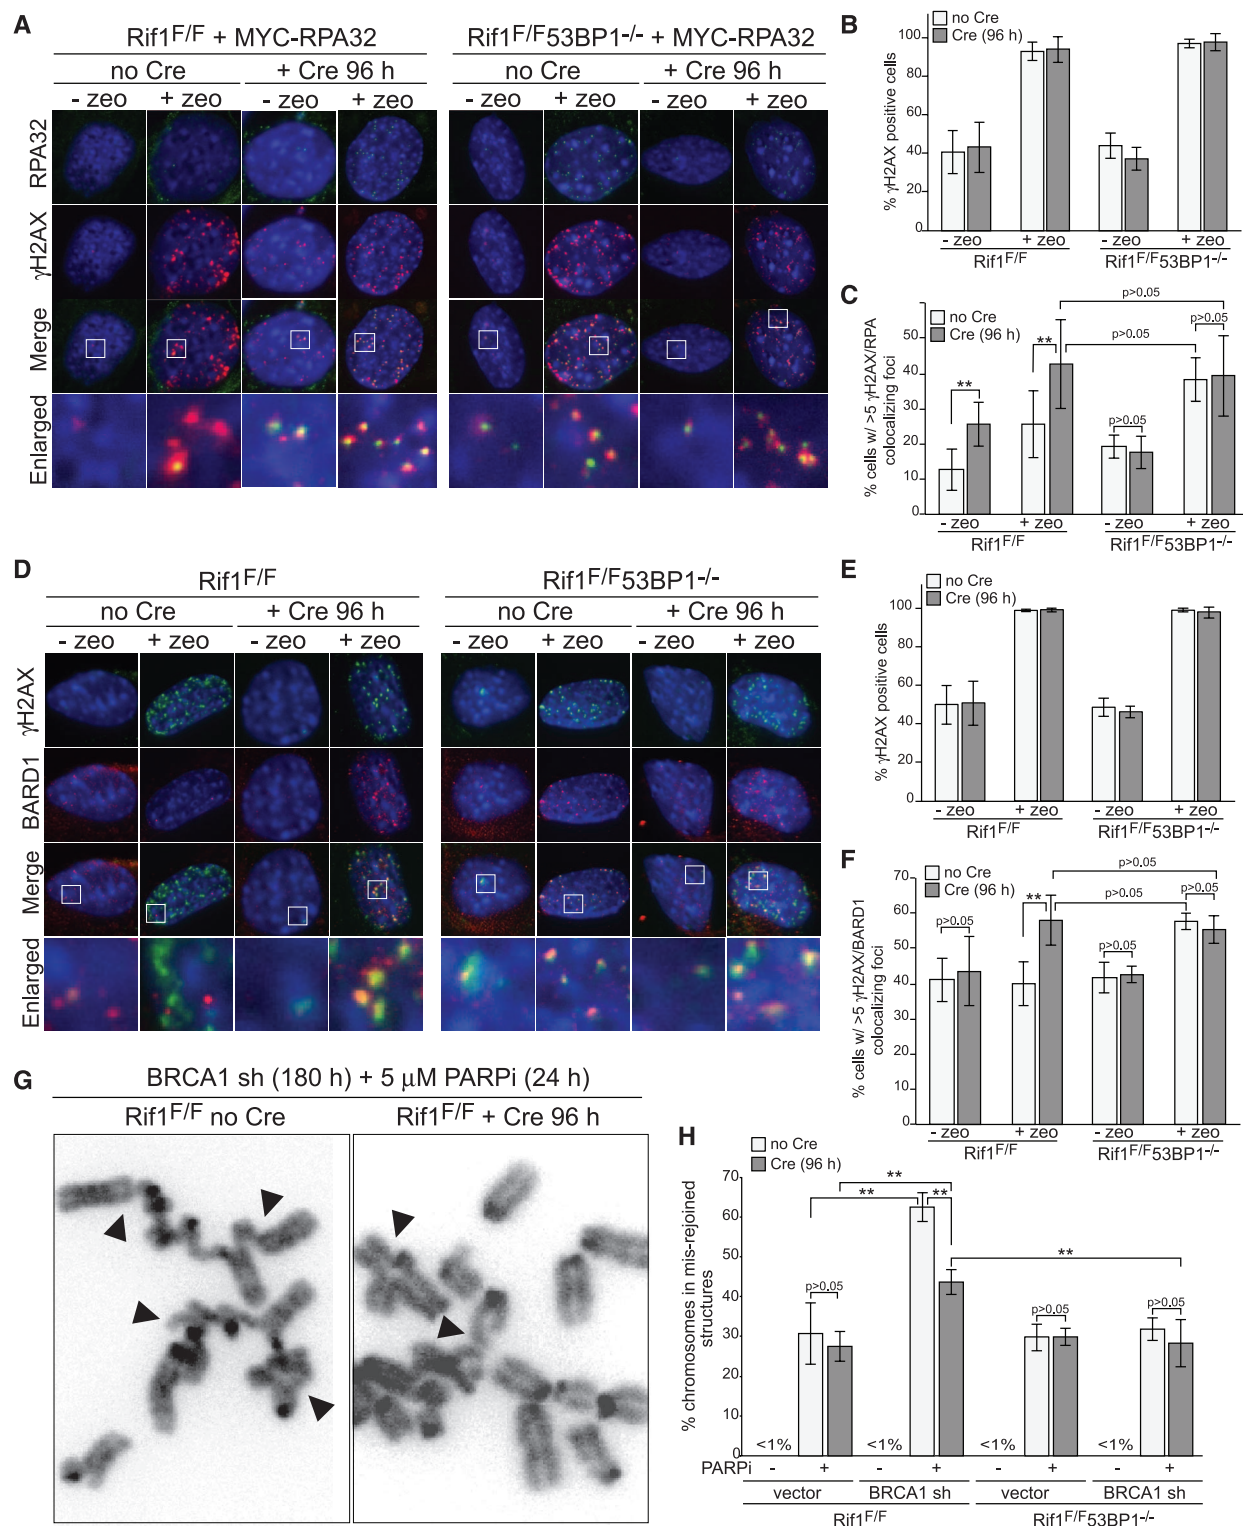 A
Rif1F/F + MYC-RPA32
Rif1F/F53BP1-/- + MYC-RPA32
no Cre
+ Cre 96 h
no Cre
+ Cre 96 h
- zeo
+ zeo
- zeo
+ zeo
- zeo
+ zeo
- zeo
+ zeo
RPA32
γH2AX
Merge
Enlarged
B
no Cre
Cre (96 h)
% γH2AX positive cells
100
80
60
40
20
0
- zeo
+ zeo
- zeo
+ zeo
Rif1F/F
Rif1F/F53BP1-/-
C
no Cre
Cre (96 h)
% cells w/ >5 γH2AX/RPA
colocalizing foci
50
40
30
20
10
0
**
**
p>0.05
p>0.05
p>0.05
p>0.05
- zeo
+ zeo
- zeo
+ zeo
Rif1F/F
Rif1F/F53BP1-/-
D
Rif1F/F
Rif1F/F53BP1-/-
no Cre
+ Cre 96 h
no Cre
+ Cre 96 h
- zeo
+ zeo
- zeo
+ zeo
- zeo
+ zeo
- zeo
+ zeo
γH2AX
BARD1
Merge
Enlarged
E
no Cre
Cre (96 h)
% γH2AX positive cells
100
80
60
40
20
0
- zeo
+ zeo
- zeo
+ zeo
Rif1F/F
Rif1F/F53BP1-/-
F
no Cre
Cre (96 h)
% cells w/ >5 γH2AX/BARD1
colocalizing foci
70
60
50
40
30
20
10
0
p>0.05
**
p>0.05
p>0.05
p>0.05
p>0.05
- zeo
+ zeo
- zeo
+ zeo
Rif1F/F
Rif1F/F53BP1-/-
G
BRCA1 sh (180 h) + 5 μM PARPi (24 h)
Rif1F/F no Cre
Rif1F/F + Cre 96 h
H
no Cre
Cre (96 h)
% chromosomes in mis-rejoined
structures
70
60
50
40
30
20
10
0
**
**
**
**
p>0.05
p>0.05
p>0.05
<1%
<1%
<1%
<1%
PARPi
-
+
-
+
-
+
-
+
vector
BRCA1 sh
vector
BRCA1 sh
Rif1F/F
Rif1F/F53BP1-/-